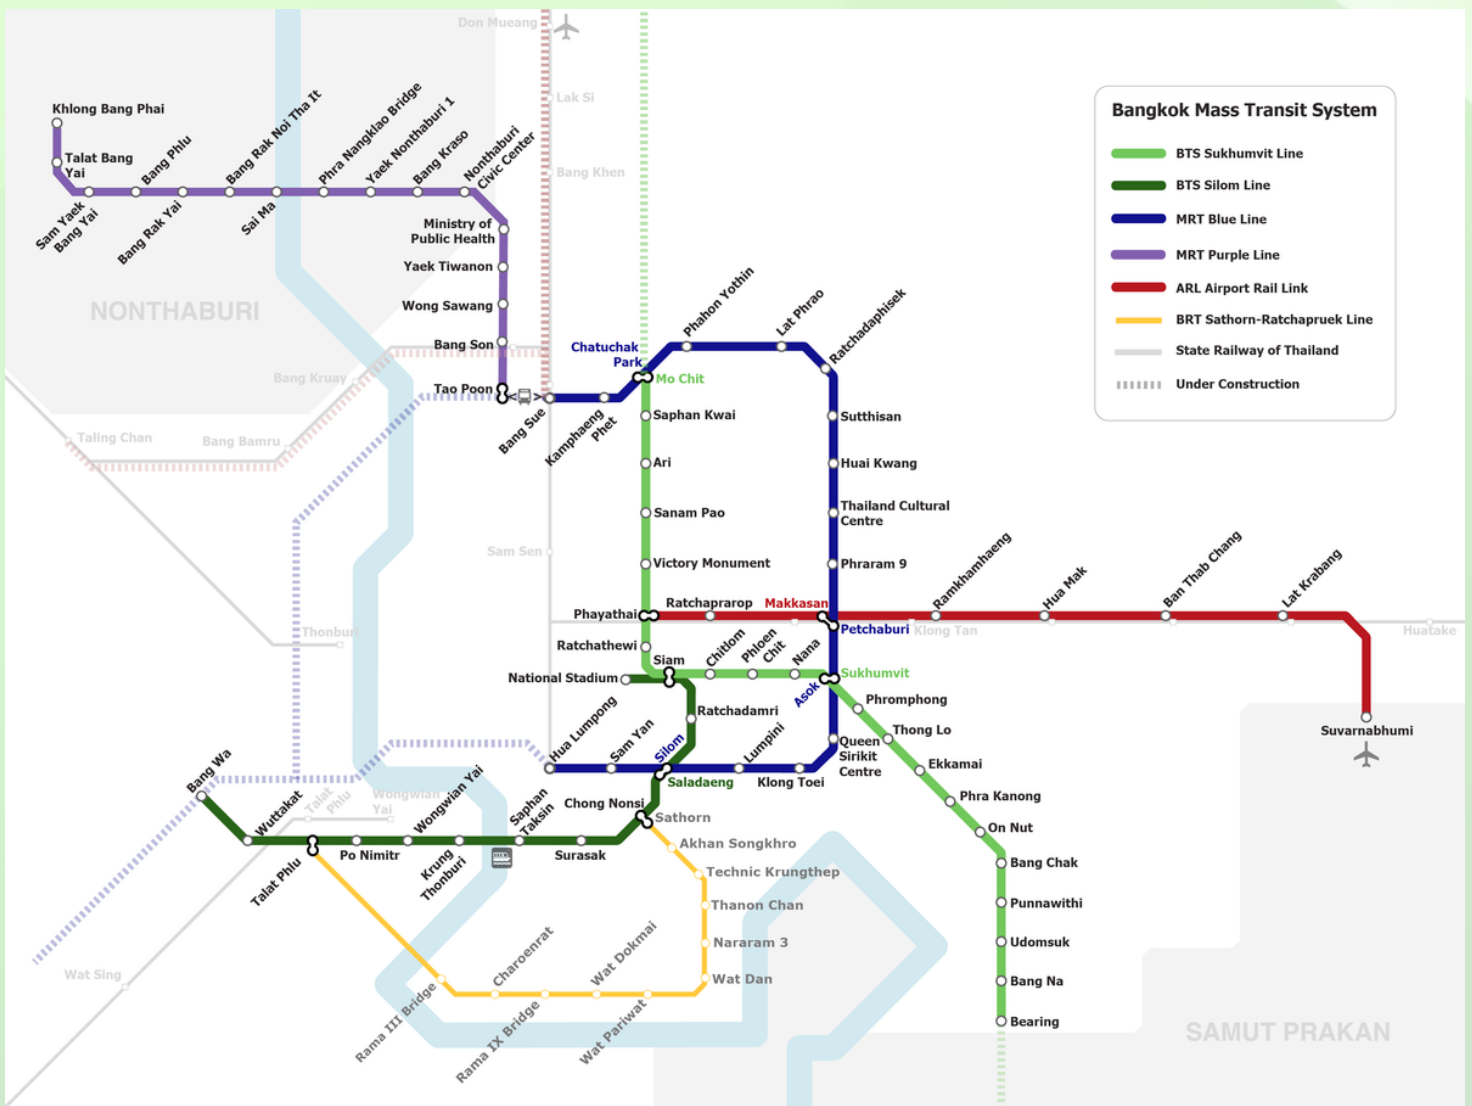 Don Mueang
Lak Si
Bang Khen
Bangkok Mass Transit System
BTS Sukhumvit Line
BTS Silom Line
MRT Blue Line
MRT Purple Line
ARL Airport Rail Link
BRT Sathorn-Ratchapruek Line
State Railway of Thailand
Under Construction
Khlong Bang Phai
Talat Bang
Yai
Sam Yaek
Bang Yai
Bang Phlu
Bang Rak Yai
Bang Rak Noi Tha It
Sai Ma
Phra Nangklao Bridge
Yaek Nonthaburi 1
Bang Kraso
Nonthaburi
Civic Center
Ministry of
Public Health
Yaek Tiwanon
Wong Sawang
Bang Son
Tao Poon
NONTHABURI
Bang Kruay
Bang Bamru
Taling Chan
Bang Sue
Kamphaeng
Phet
Chatuchak
Park
Mo Chit
Phahon Yothin
Lat Phrao
Ratchadaphisek
Saphan Kwai
Sutthisan
Ari
Huai Kwang
Sanam Pao
Thailand Cultural
Centre
Sam Sen
Victory Monument
Phraram 9
Phayathai
Ratchaprarop
Makkasan
Petchaburi
Ramkhamhaeng
Hua Mak
Ban Thab Chang
Lat Krabang
Khlong Tan
Huatake
Suvarnabhumi
Thonburi
Ratchathewi
Siam
National Stadium
Chitlom
Phloen
Chit
Nana
Sukhumvit
Asok
Phromphong
Thong Lo
Ekkamai
Phra Kanong
On Nut
Bang Chak
Punnawithi
Udomsuk
Bang Na
Bearing
Ratchadamri
Hua Lumpong
Sam Yan
Silom
Saladaeng
Lumpini
Klong Toei
Queen
Sirikit
Centre
Bang Wa
Wuttakat
Talat
Phlu
Wongwian
Yai
Talat Phlu
Po Nimitr
Wongwian Yai
Krung
Thonburi
Saphan
Taksin
Surasak
Chong Nonsi
Sathorn
Akhan Songkhro
Technic Krungthep
Thanon Chan
Nararam 3
Wat Dan
Wat Pariwat
Wat Dokmai
Rama IX Bridge
Charoenrat
Rama III Bridge
Wat Sing
SAMUT PRAKAN